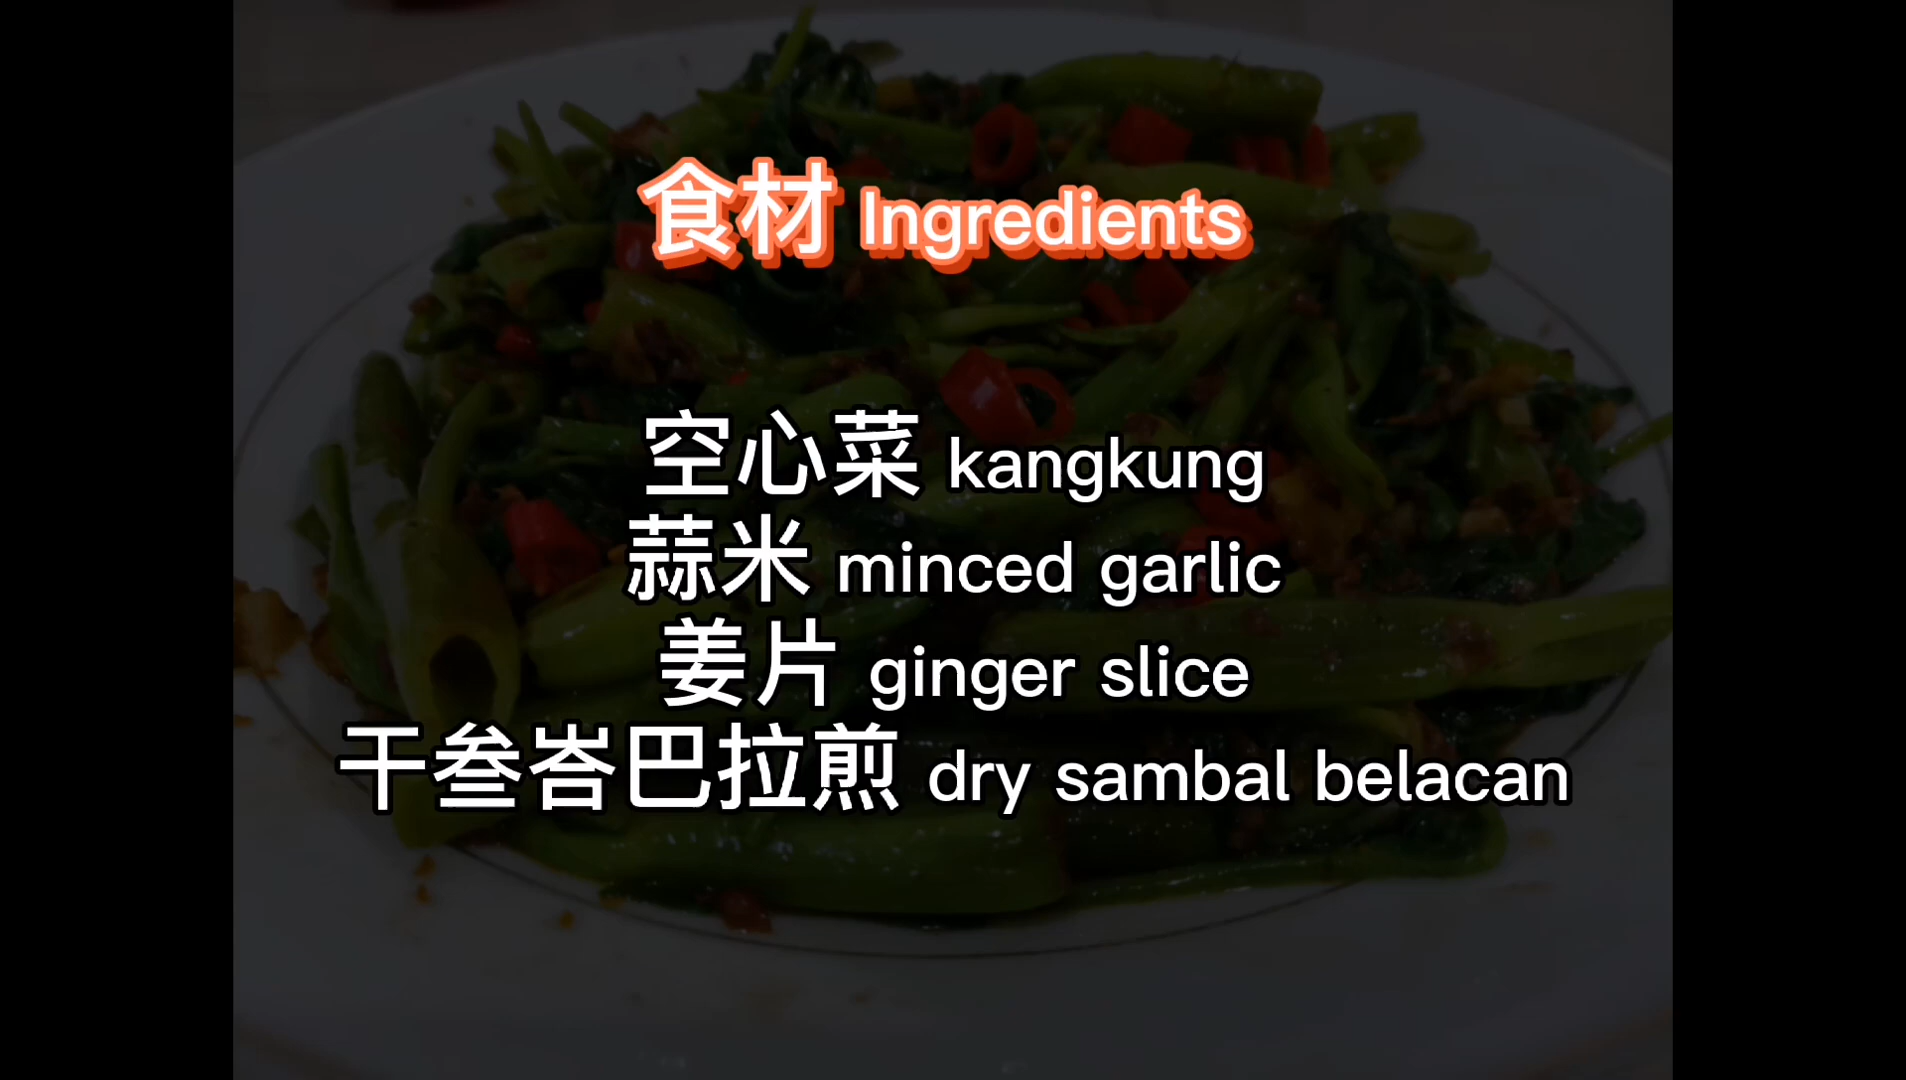 食材 Ingredients
空心菜 kangkung
蒜米 minced garlic
姜片 ginger slice
干叁峇巴拉煎 dry sambal belacan